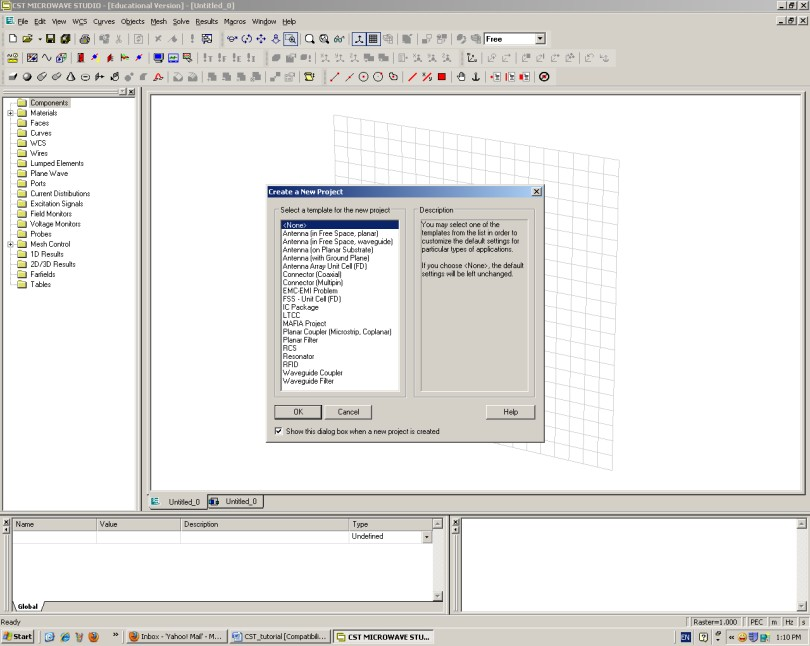 CST MICROWAVE STUDIO - [Educational Version] - [Untitled_0]
File Edit View WCS Curves Objects Mesh Solve Results Macros Window Help
Free
Components
Materials
Faces
Curves
WCS
Wires
Lumped Elements
Plane Wave
Ports
Current Distributions
Excitation Signals
Field Monitors
Voltage Monitors
Probes
Mesh Control
1D Results
2D/3D Results
Farfields
Tables
Create a New Project
Select a template for the new project
<None>
Antenna (in Free Space, planar)
Antenna (in Free Space, waveguide)
Antenna (on Planar Substrate)
Antenna (with Ground Plane)
Antenna Array Unit Cell (FD)
Connector (Coaxial)
Connector (Multipin)
EMC-EMI Problem
FSS - Unit Cell (FD)
IC Package
LTCC
MAFIA Project
Planar Coupler (Microstrip, Coplanar)
Planar Filter
RCS
Resonator
RFID
Waveguide Coupler
Waveguide Filter
Description
You may select one of the
templates from the list in order to
customize the default settings for
particular types of applications.
If you choose <None>, the default
settings will be left unchanged.
OK Cancel Help
Show this dialog box when a new project is created
Untitled_0 Untitled_0
Name Value Description Type
Undefined
Global
Ready Raster=1.000 PEC m Hz s
Start Inbox - 'Yahoo! Mail' - M... CST_tutorial [Compatibili... CST MICROWAVE STU... EN 1:10 PM